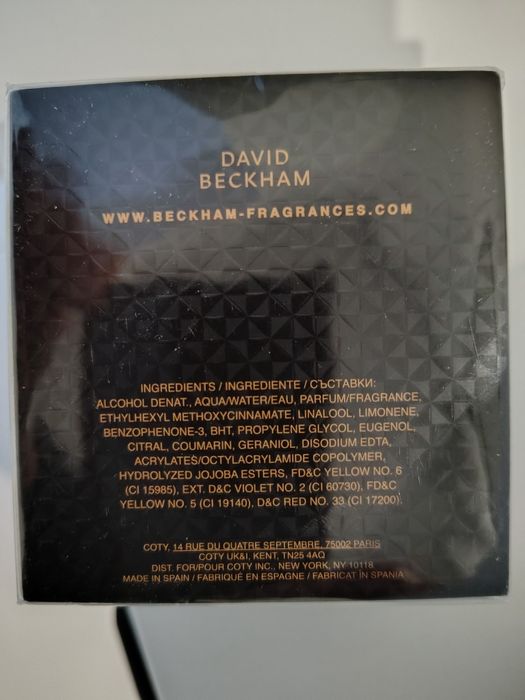 DAVID
BECKHAM
WWW.BECKHAM-FRAGRANCES.COM
INGREDIENTS / INGREDIENTE / СЪСТАВКИ:
ALCOHOL DENAT., AQUA/WATER/EAU, PARFUM/FRAGRANCE,
ETHYLHEXYL METHOXYCINNAMATE, LINALOOL, LIMONENE,
BENZOPHENONE-3, BHT, PROPYLENE GLYCOL, EUGENOL,
CITRAL, COUMARIN, GERANIOL, DISODIUM EDTA,
ACRYLATES/OCTYLACRYLAMIDE COPOLYMER,
HYDROLYZED JOJOBA ESTERS, FD&C YELLOW NO. 6
(CI 15985), EXT. D&C VIOLET NO. 2 (CI 60730), FD&C
YELLOW NO. 5 (CI 19140), D&C RED NO. 33 (CI 17200).
COTY, 14 RUE DU QUATRE SEPTEMBRE, 75002 PARIS
COTY UK&I, KENT, TN25 4AQ
DIST. FOR/POUR COTY INC., NEW YORK, NY 10118
MADE IN SPAIN / FABRIQUÉ EN ESPAGNE / FABRICAT ÎN SPANIA